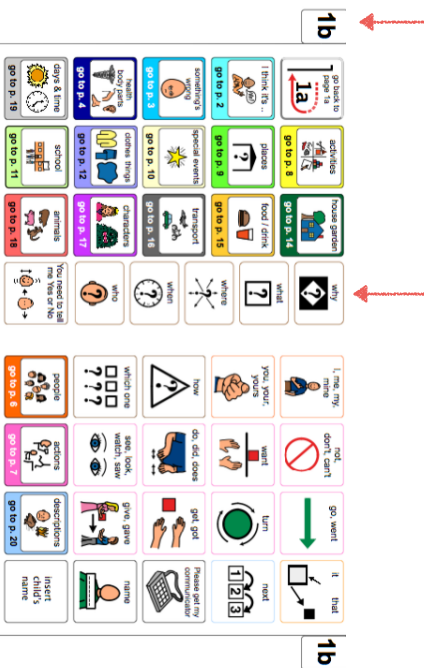 1b
1b
go back to
page 1a
1a
activities
go to p. 8
house garden
go to p. 14
why
I, me, my,
mine
not,
don't, can't
go, went
it that
I think it's ..
go to p. 2
places
go to p. 9
food / drink
go to p. 15
what
you, your,
yours
want
turn
next
1 2 3
something's
wrong
go to p. 3
special events
go to p. 10
transport
go to p. 16
where
how
do, did, does
get, got
Please get my
communicator
health
body parts
go to p. 4
clothes things
go to p. 12
characters
go to p. 17
when
who
which one
see, look,
watch, saw
give, gave
name
days & time
go to p. 19
school
go to p. 11
animals
go to p. 18
You need to tell
me Yes or No
people
go to p. 6
actions
go to p. 7
descriptions
go to p. 20
insert
child's
name